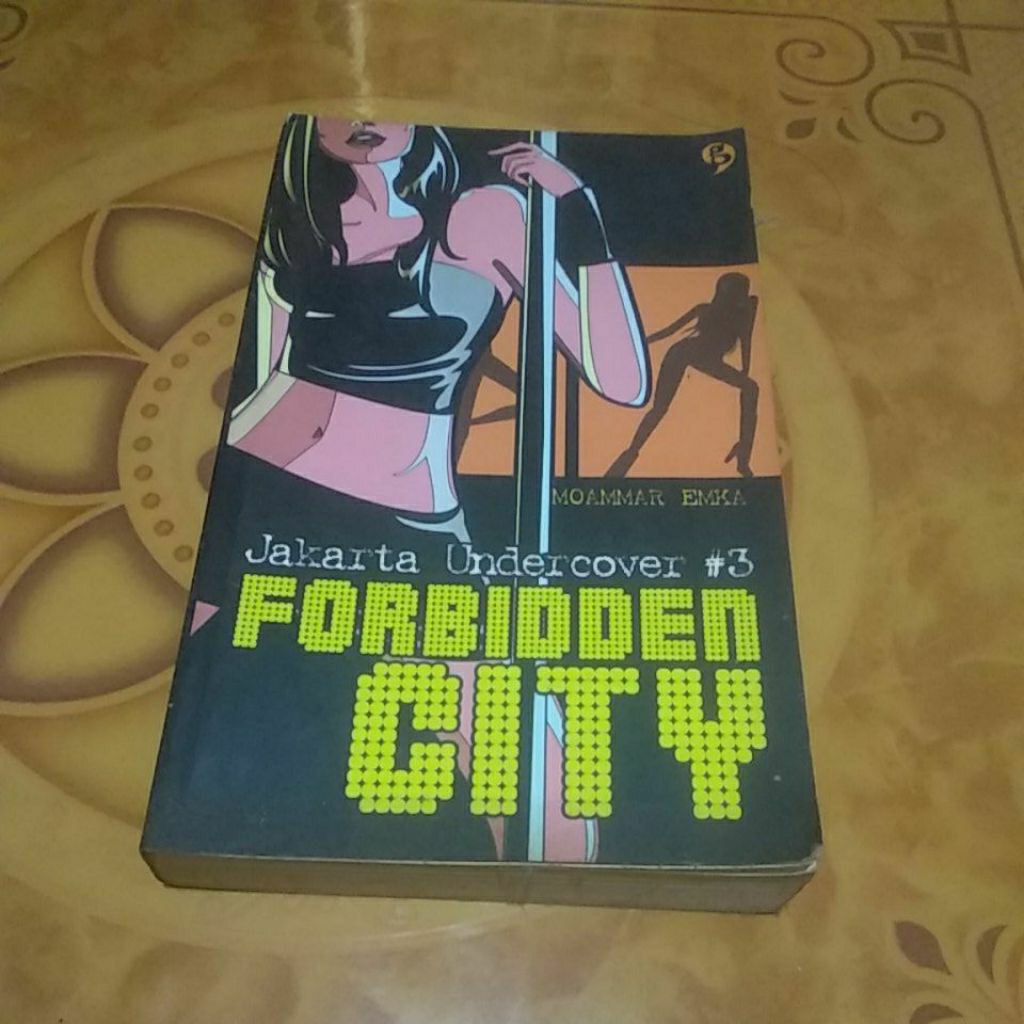 MOAMMAR EMKA
Jakarta Undercover #3
FORBIDDEN
CITY